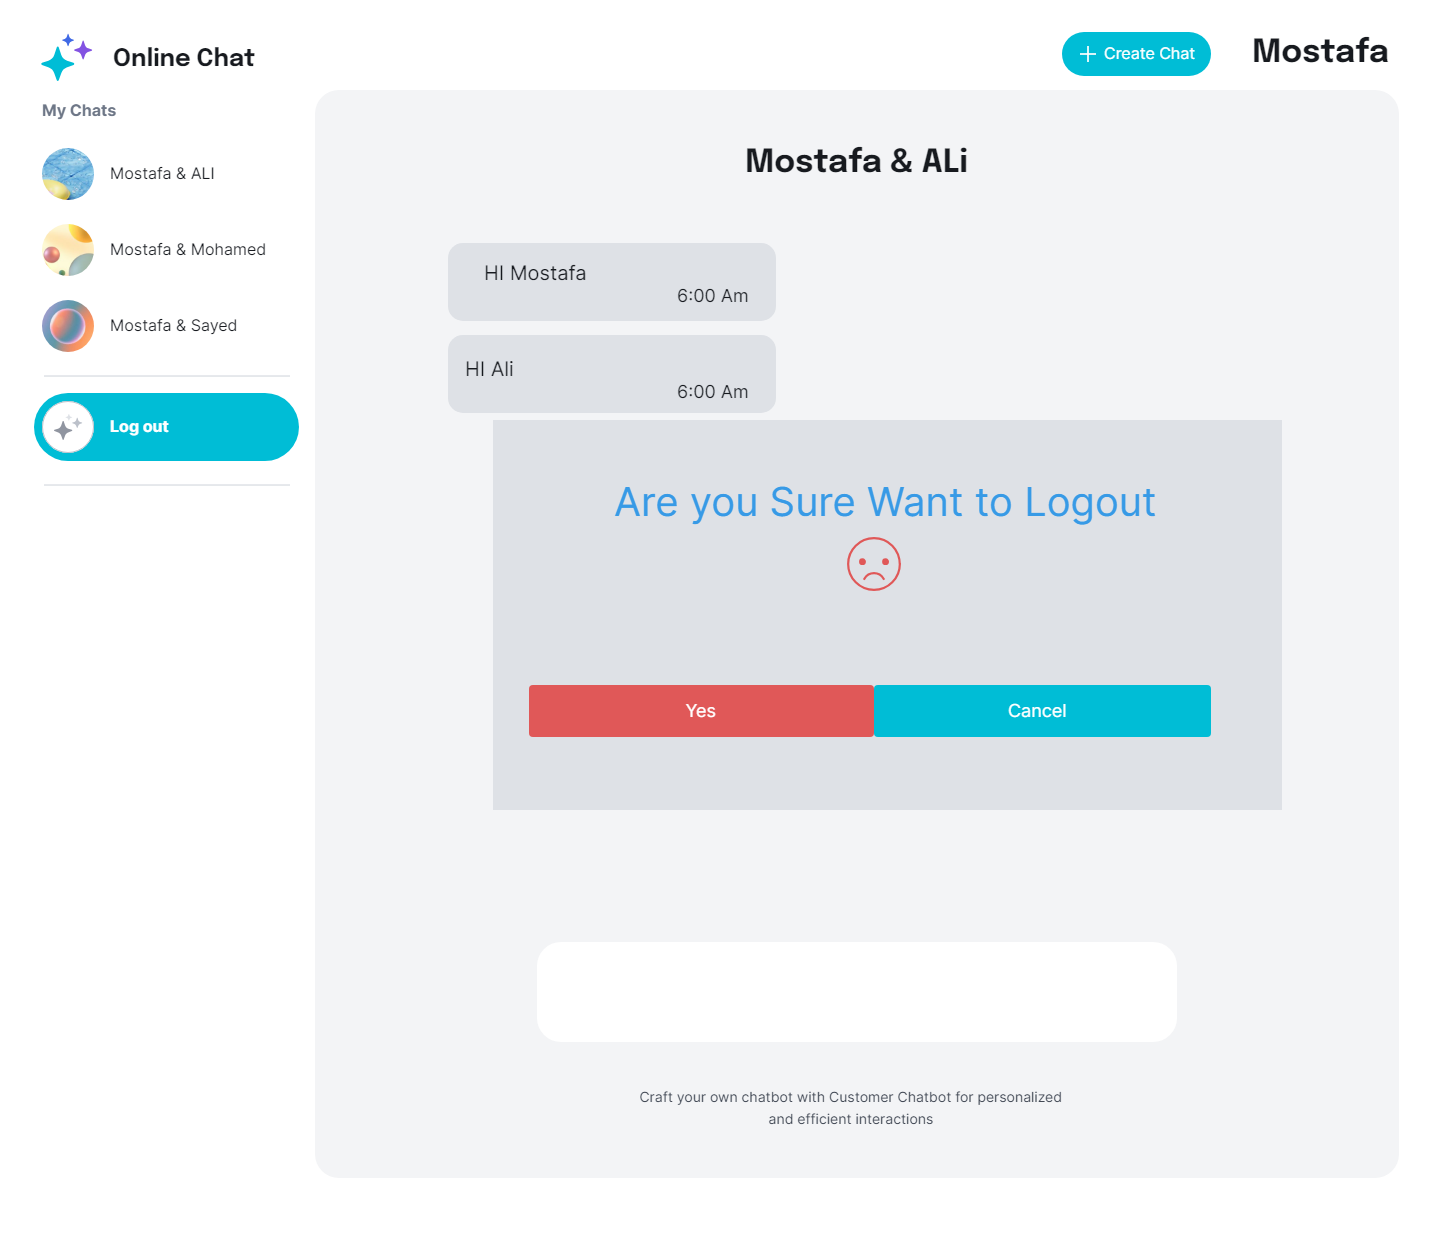 Online Chat
Create Chat
Mostafa
My Chats
Mostafa & ALI
Mostafa & Mohamed
Mostafa & Sayed
Log out
Mostafa & ALi
HI Mostafa
6:00 Am
HI Ali
6:00 Am
Are you Sure Want to Logout
Yes
Cancel
Craft your own chatbot with Customer Chatbot for personalized
and efficient interactions